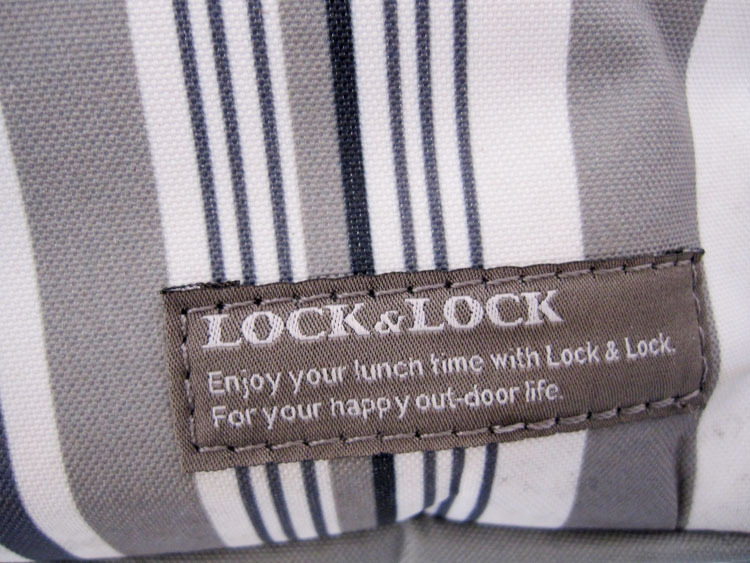 LOCK&LOCK
Enjoy your lunch time with Lock & Lock.
For your happy out-door life.